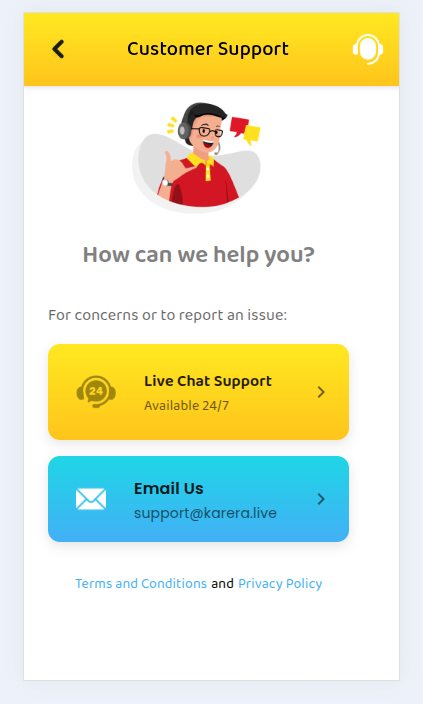 Customer Support
How can we help you?
For concerns or to report an issue:
24
Live Chat Support
Available 24/7
Email Us
support@karera.live
Terms and Conditions and Privacy Policy